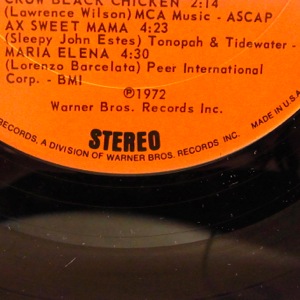 CROW BLACK CHICKEN 2:14
(Lawrence Wilson) MCA Music - ASCAP
AX SWEET MAMA 4:23
(Sleepy John Estes) Tonopah & Tidewater -
MARIA ELENA 4:30
(Lorenzo Barcelata) Peer International
Corp. - BMI
℗1972
Warner Bros. Records Inc.
STEREO
RECORDS, A DIVISION OF WARNER BROS. RECORDS INC. MADE IN U.S.A